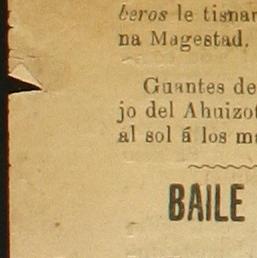 beros le tisnar
na Magestad.
Guantes de
jo del Ahuizot
al sol á los m
BAILE